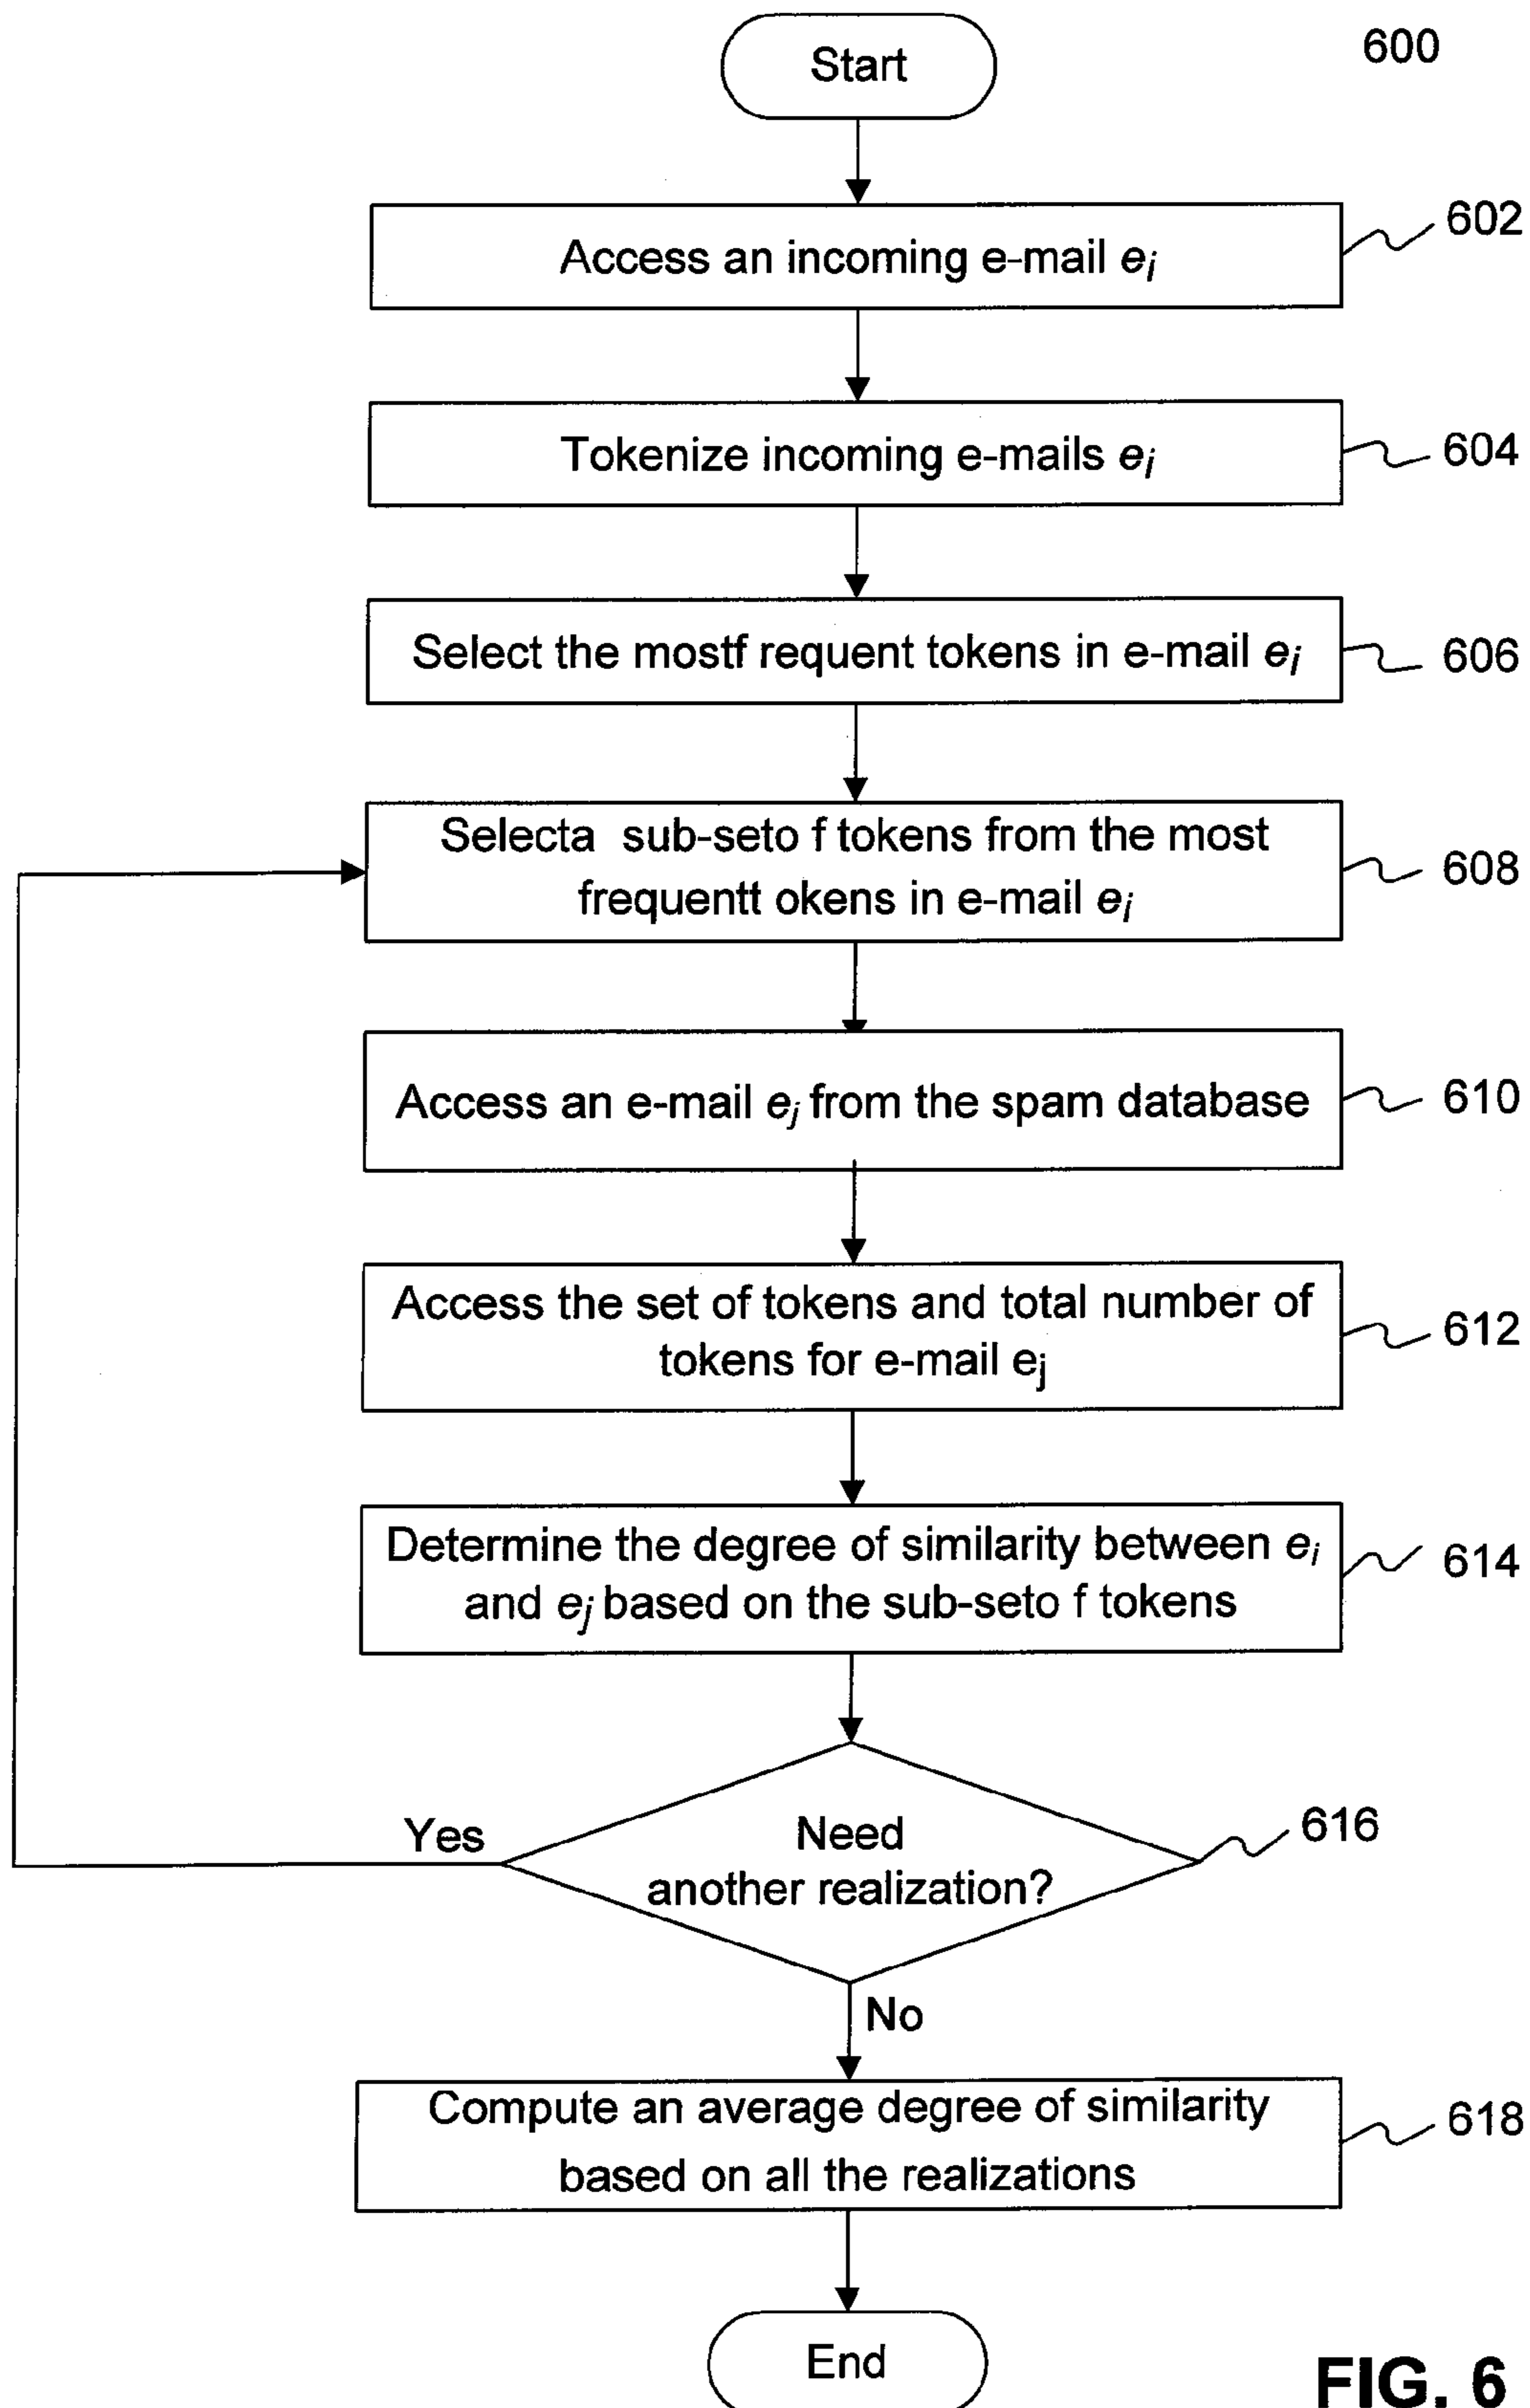 Start
600
Access an incoming e-mail ei
602
Tokenize incoming e-mails ei
604
Select the mostf requent tokens in e-mail ei
606
Selecta sub-seto f tokens from the most
frequentt okens in e-mail ei
608
Access an e-mail ej from the spam database
610
Access the set of tokens and total number of
tokens for e-mail ej
612
Determine the degree of similarity between ei
and ej based on the sub-seto f tokens
614
Yes
Need
another realization?
616
No
Compute an average degree of similarity
based on all the realizations
618
End
FIG. 6